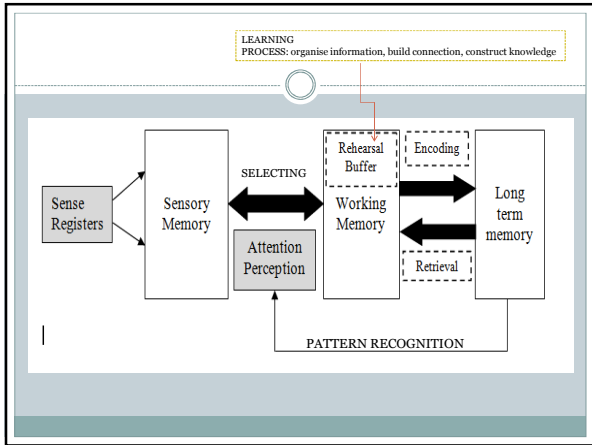 LEARNING
PROCESS: organise information, build connection, construct knowledge
Rehearsal
Buffer
Encoding
SELECTING
Sense
Registers
Sensory
Memory
Working
Memory
Long
term
memory
Attention
Perception
Retrieval
PATTERN RECOGNITION